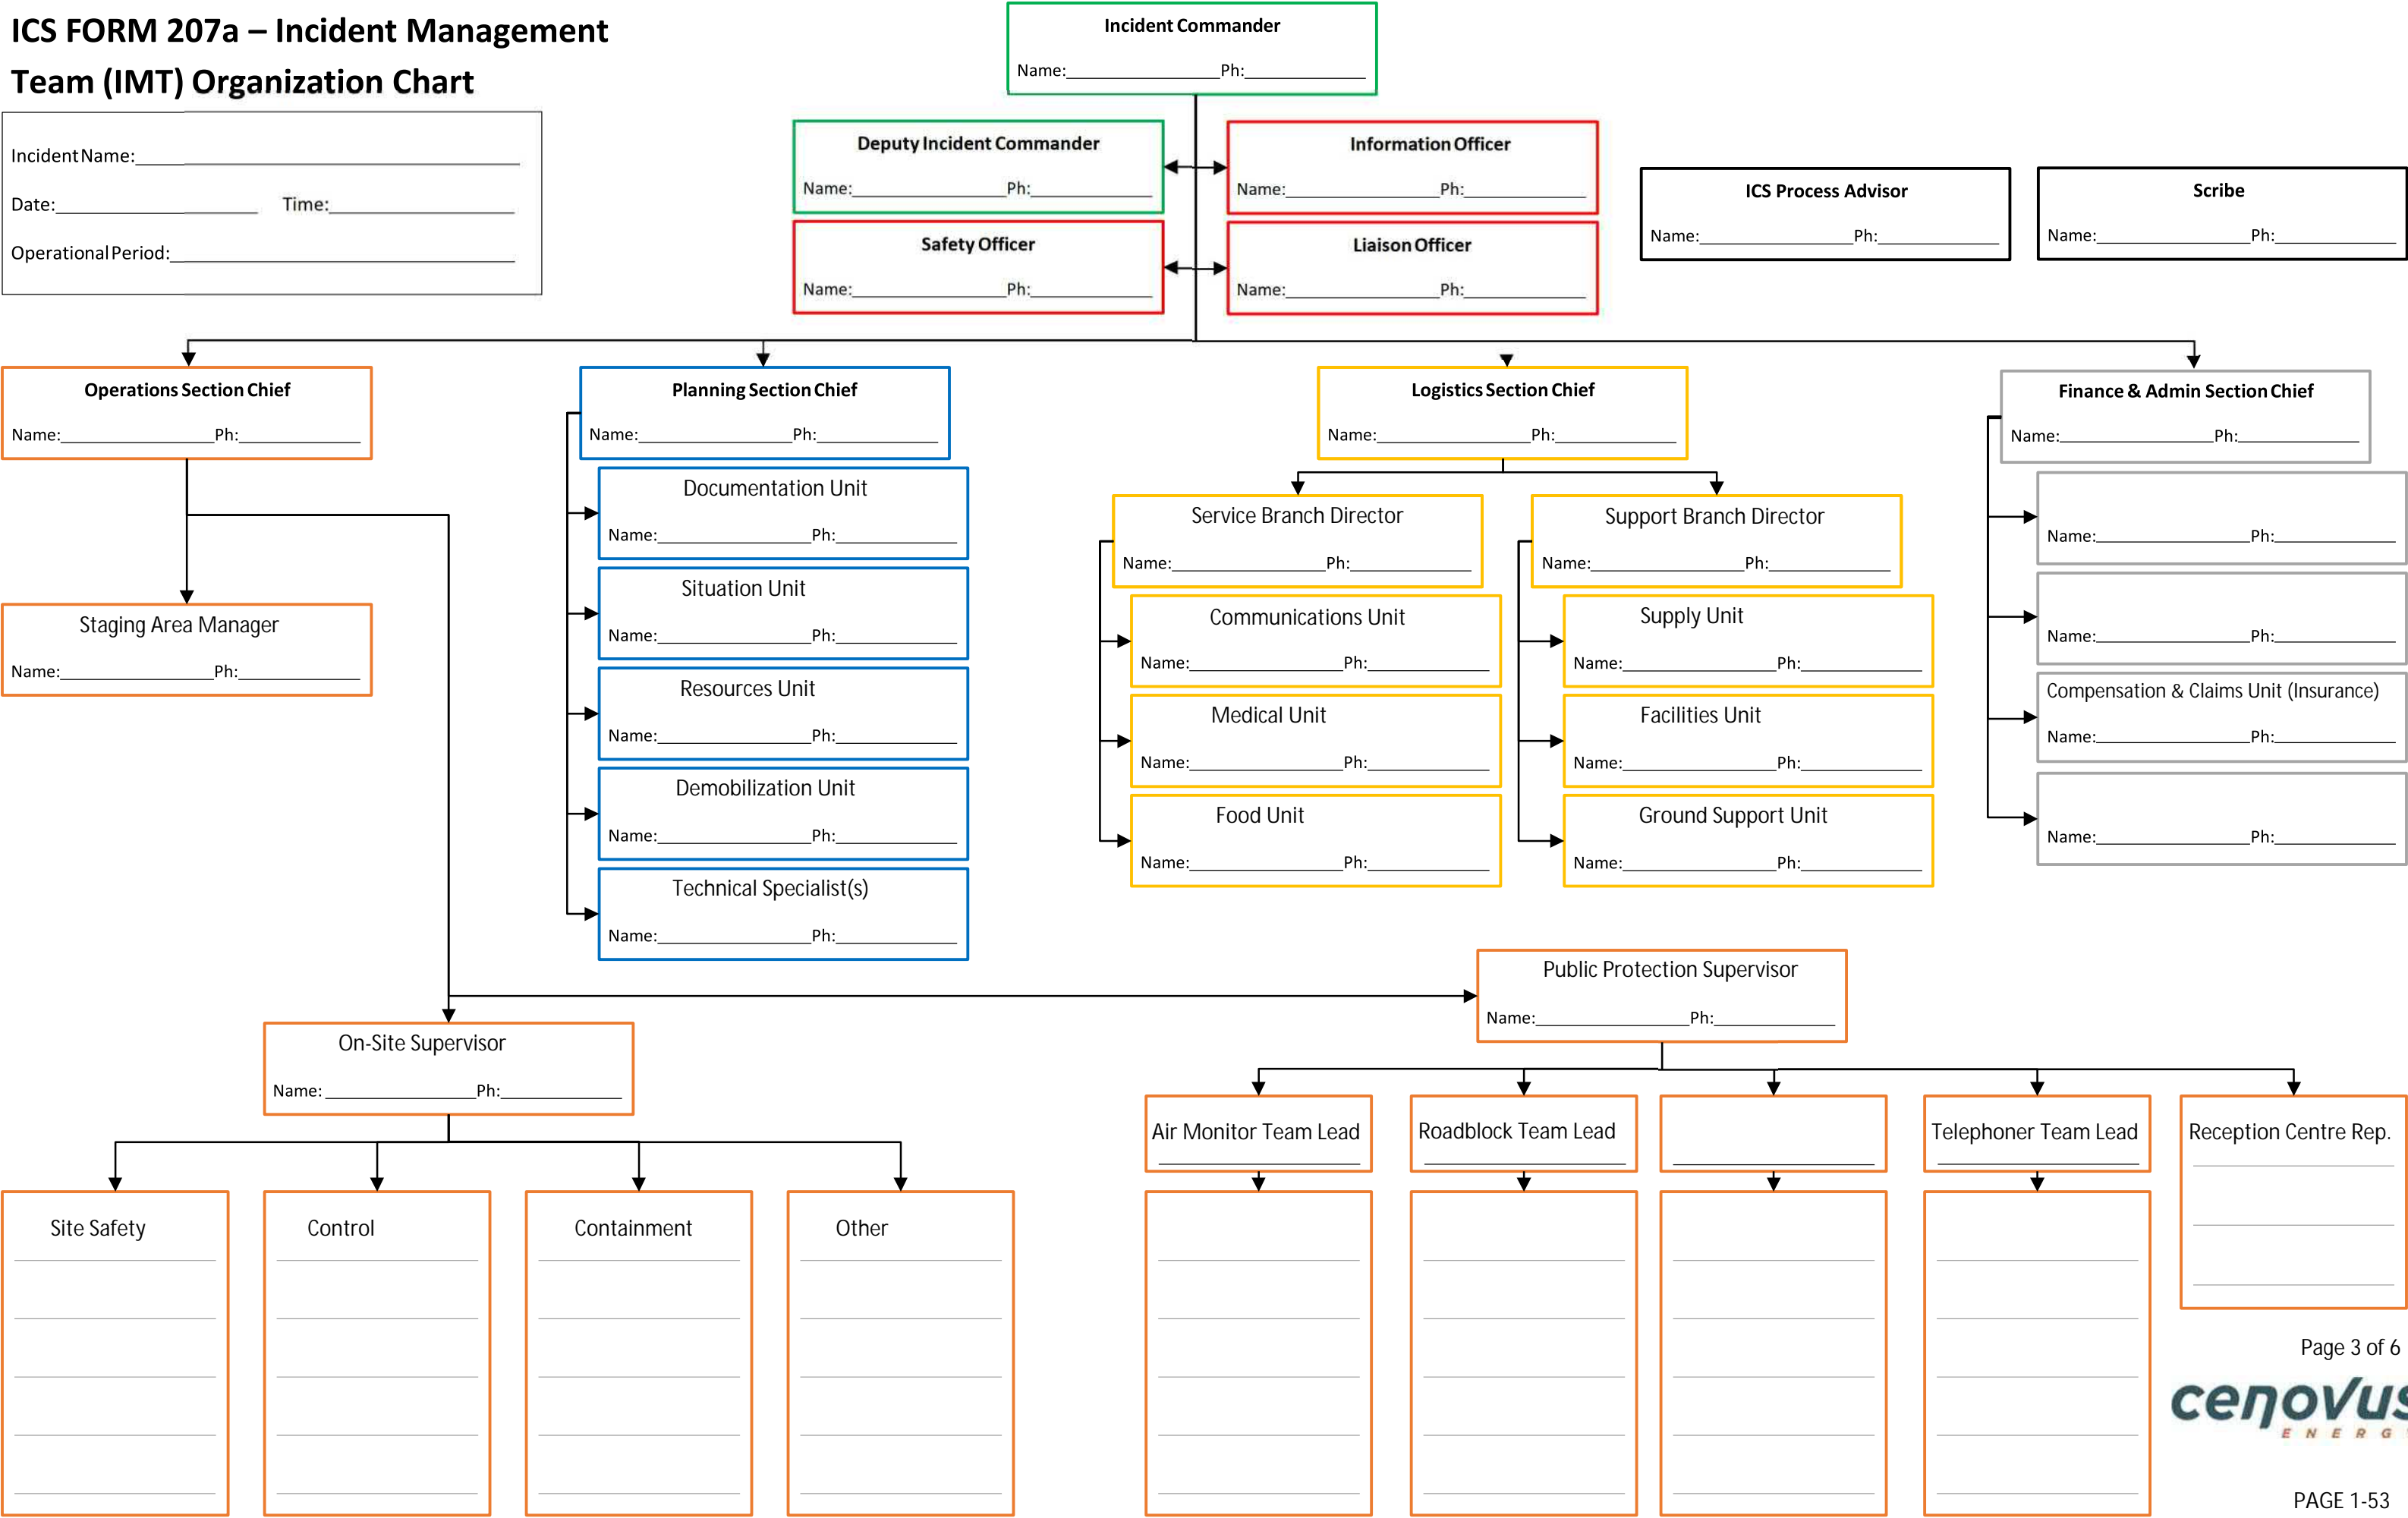 ICS FORM 207a – Incident Management
Team (IMT) Organization Chart
Incident Name:
Date: Time:
Operational Period:
Incident Commander
Name: Ph:
Deputy Incident Commander
Name: Ph:
Information Officer
Name: Ph:
Safety Officer
Name: Ph:
Liaison Officer
Name: Ph:
ICS Process Advisor
Name: Ph:
Scribe
Name: Ph:
Operations Section Chief
Name: Ph:
Staging Area Manager
Name: Ph:
Planning Section Chief
Name: Ph:
Documentation Unit
Name: Ph:
Situation Unit
Name: Ph:
Resources Unit
Name: Ph:
Demobilization Unit
Name: Ph:
Technical Specialist(s)
Name: Ph:
Logistics Section Chief
Name: Ph:
Service Branch Director
Name: Ph:
Communications Unit
Name: Ph:
Medical Unit
Name: Ph:
Food Unit
Name: Ph:
Support Branch Director
Name: Ph:
Supply Unit
Name: Ph:
Facilities Unit
Name: Ph:
Ground Support Unit
Name: Ph:
Finance & Admin Section Chief
Name: Ph:
Name: Ph:
Name: Ph:
Compensation & Claims Unit (Insurance)
Name: Ph:
Name: Ph:
On-Site Supervisor
Name: Ph:
Site Safety
Control
Containment
Other
Public Protection Supervisor
Name: Ph:
Air Monitor Team Lead
Roadblock Team Lead
Telephoner Team Lead
Reception Centre Rep.
Page 3 of 6
cenovus
ENERG
PAGE 1-53